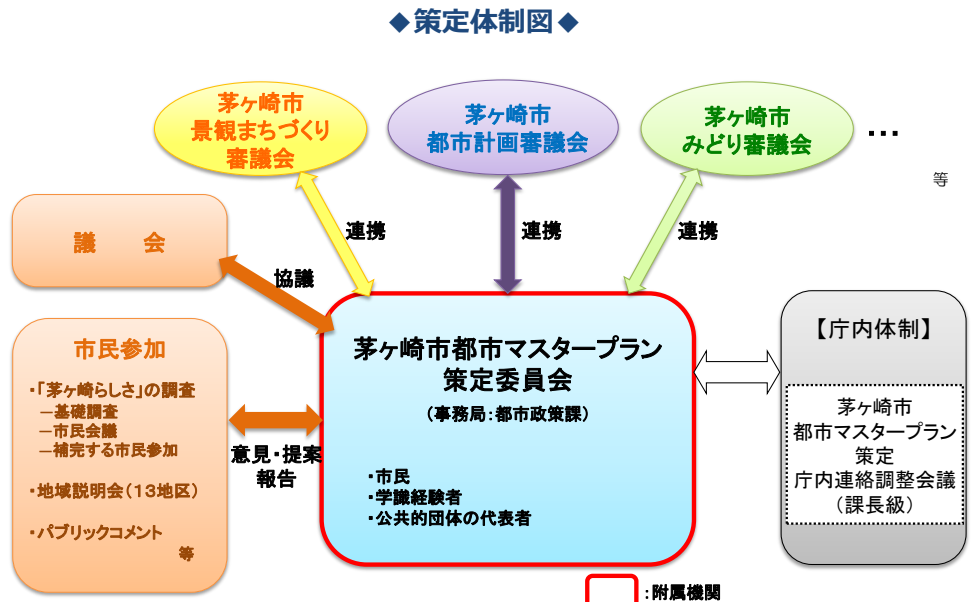 ◆策定体制図◆
茅ヶ崎市
景観まちづくり
審議会
茅ヶ崎市
都市計画審議会
茅ヶ崎市
みどり審議会
…
等
連携
連携
連携
議　会
協議
市民参加
・「茅ヶ崎らしさ」の調査
－基礎調査
－市民会議
－補完する市民参加
・地域説明会（１３地区）
・パブリックコメント
等
意見・提案
報告
茅ヶ崎市都市マスタープラン
策定委員会
（事務局：都市政策課）
・市民
・学識経験者
・公共的団体の代表者
【庁内体制】
茅ヶ崎市
都市マスタープラン
策定
庁内連絡調整会議
（課長級）
：附属機関